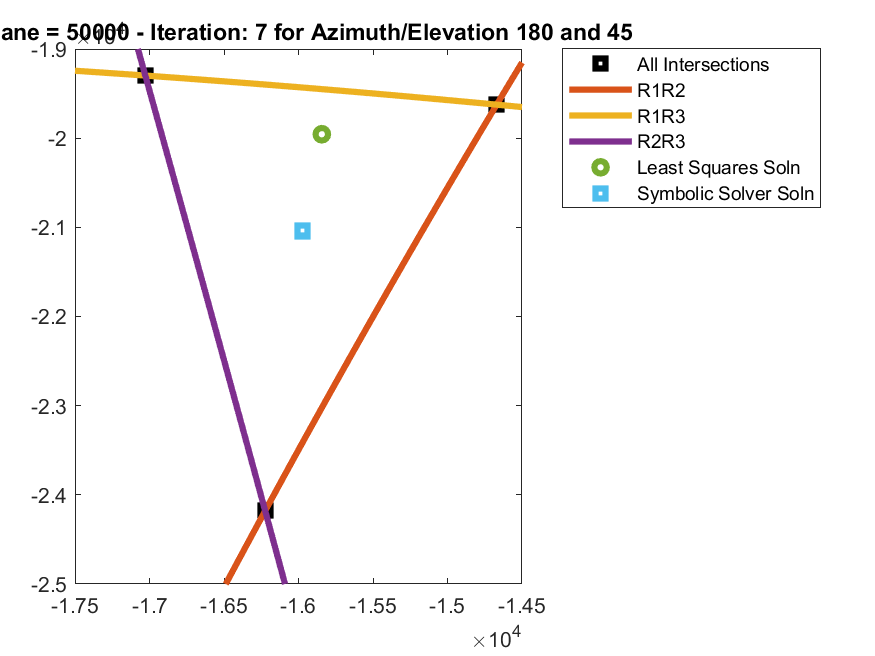 ane = 50000 - Iteration: 7 for Azimuth/Elevation 180 and 45
-1.9
-2
-2.1
-2.2
-2.3
-2.4
-2.5
-1.75 -1.7 -1.65 -1.6 -1.55 -1.5 -1.45
×10⁴
All Intersections
R1R2
R1R3
R2R3
Least Squares Soln
Symbolic Solver Soln